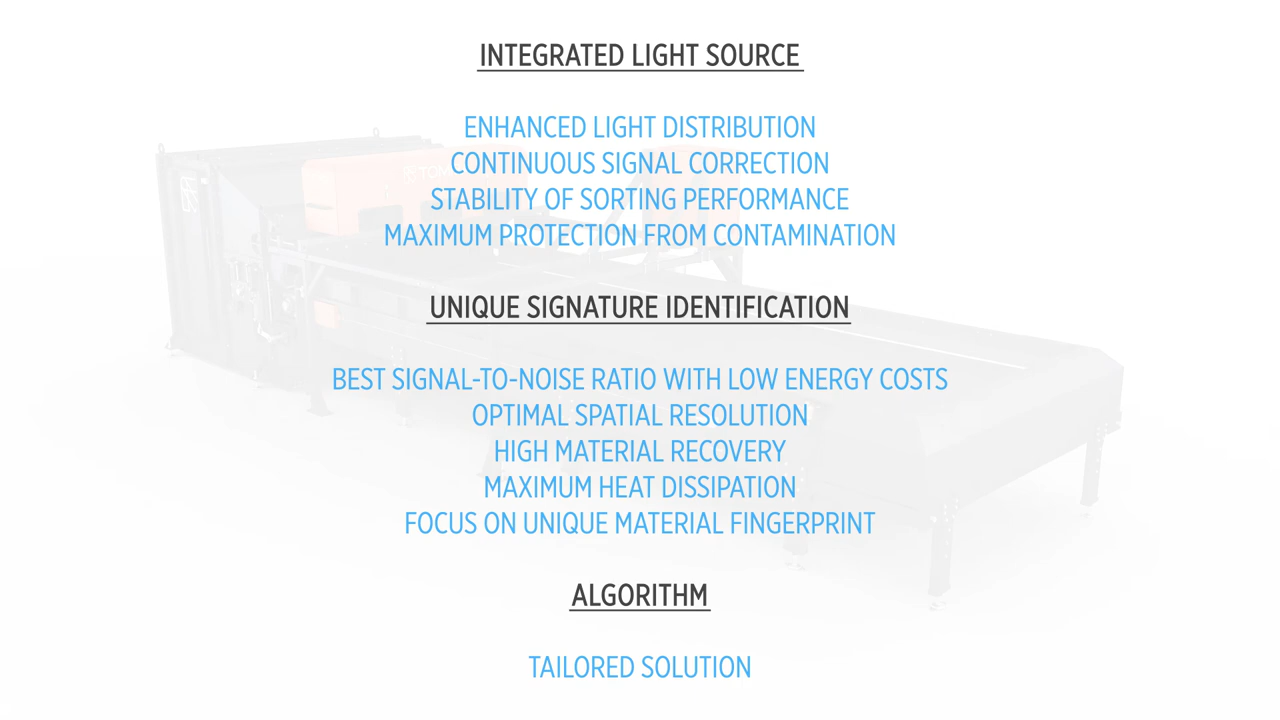 INTEGRATED LIGHT SOURCE
ENHANCED LIGHT DISTRIBUTION
CONTINUOUS SIGNAL CORRECTION
STABILITY OF SORTING PERFORMANCE
MAXIMUM PROTECTION FROM CONTAMINATION
UNIQUE SIGNATURE IDENTIFICATION
BEST SIGNAL-TO-NOISE RATIO WITH LOW ENERGY COSTS
OPTIMAL SPATIAL RESOLUTION
HIGH MATERIAL RECOVERY
MAXIMUM HEAT DISSIPATION
FOCUS ON UNIQUE MATERIAL FINGERPRINT
ALGORITHM
TAILORED SOLUTION